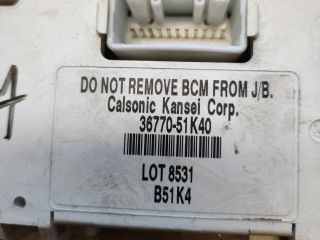 DO NOT REMOVE BCM FROM J/B.
Calsonic Kansei Corp.
36770-51K40
LOT 8531
B51K4